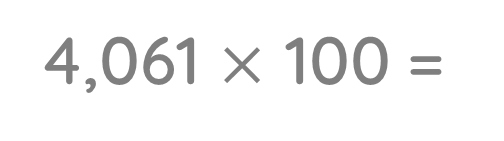 4,061 × 100 =